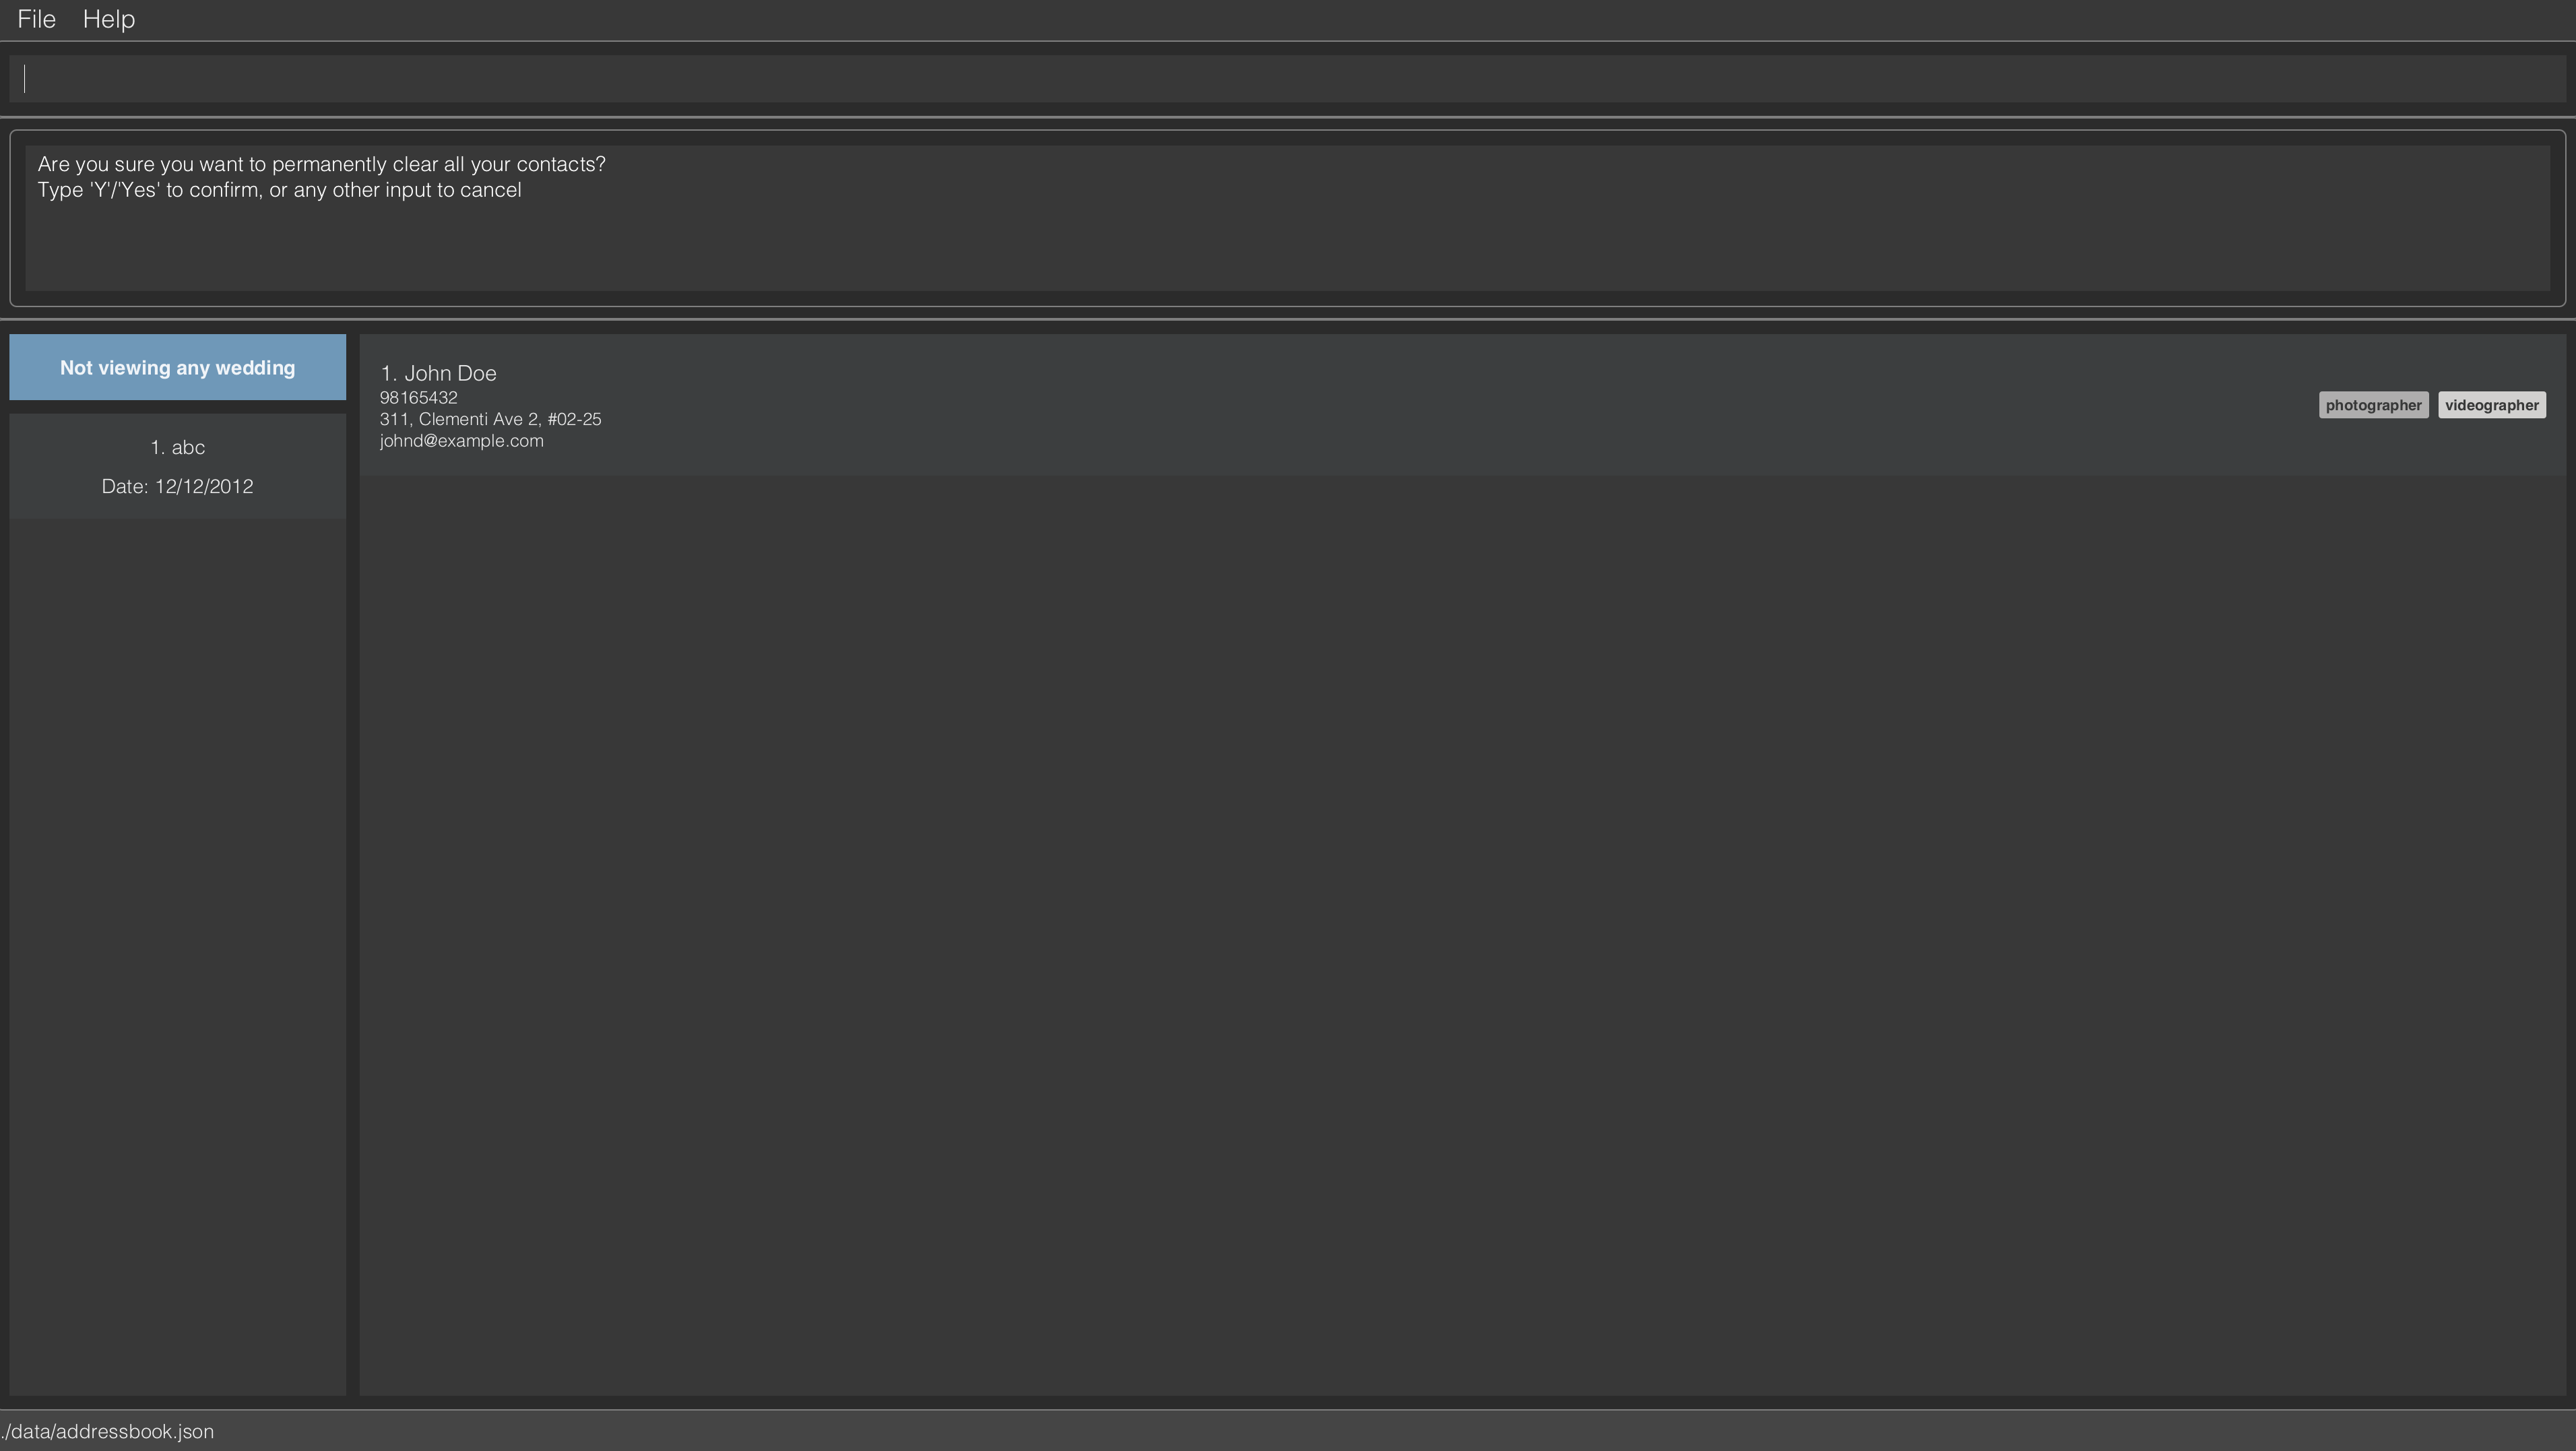 File Help
Are you sure you want to permanently clear all your contacts?
Type 'Y'/'Yes' to confirm, or any other input to cancel
Not viewing any wedding
1. abc
Date: 12/12/2012
1. John Doe
98165432
311, Clementi Ave 2, #02-25
johnd@example.com
photographer videographer
./data/addressbook.json